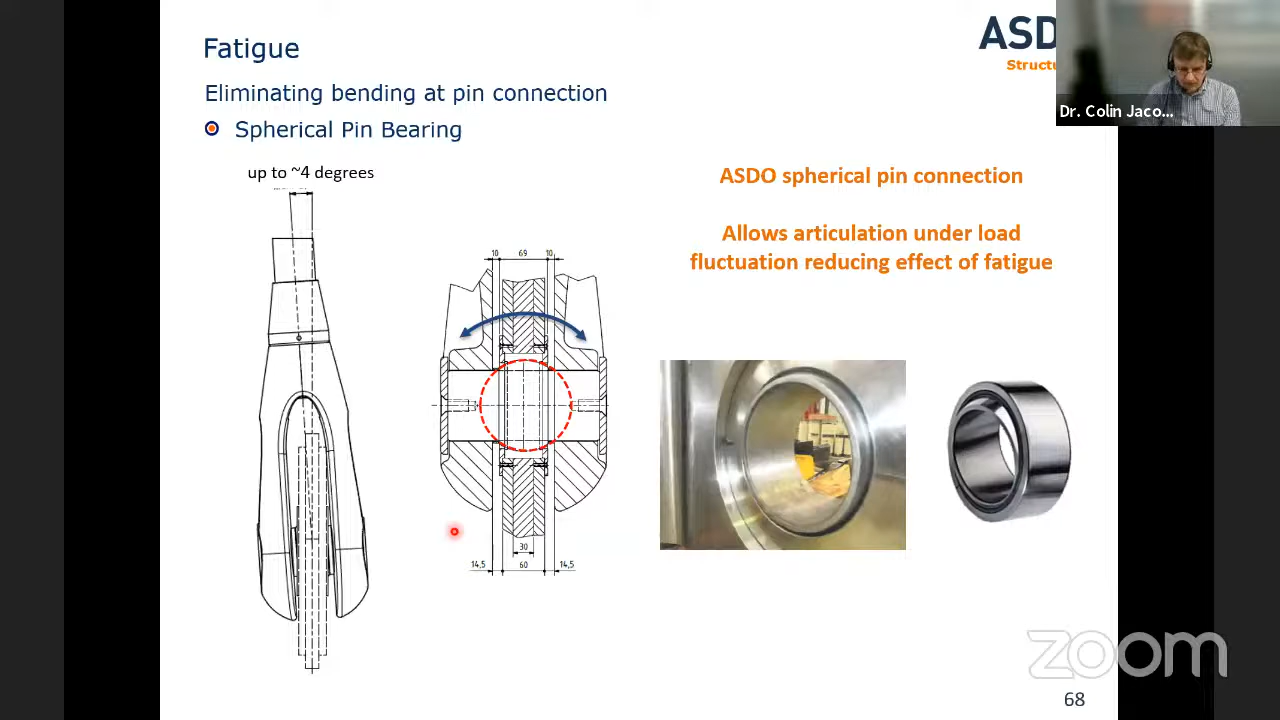 Fatigue
ASD
Structu
Eliminating bending at pin connection
Spherical Pin Bearing
Dr. Colin Jaco...
up to ~4 degrees
ASDO spherical pin connection
Allows articulation under load
fluctuation reducing effect of fatigue
10 69 10
30
14,5 60 14,5
zoom
68